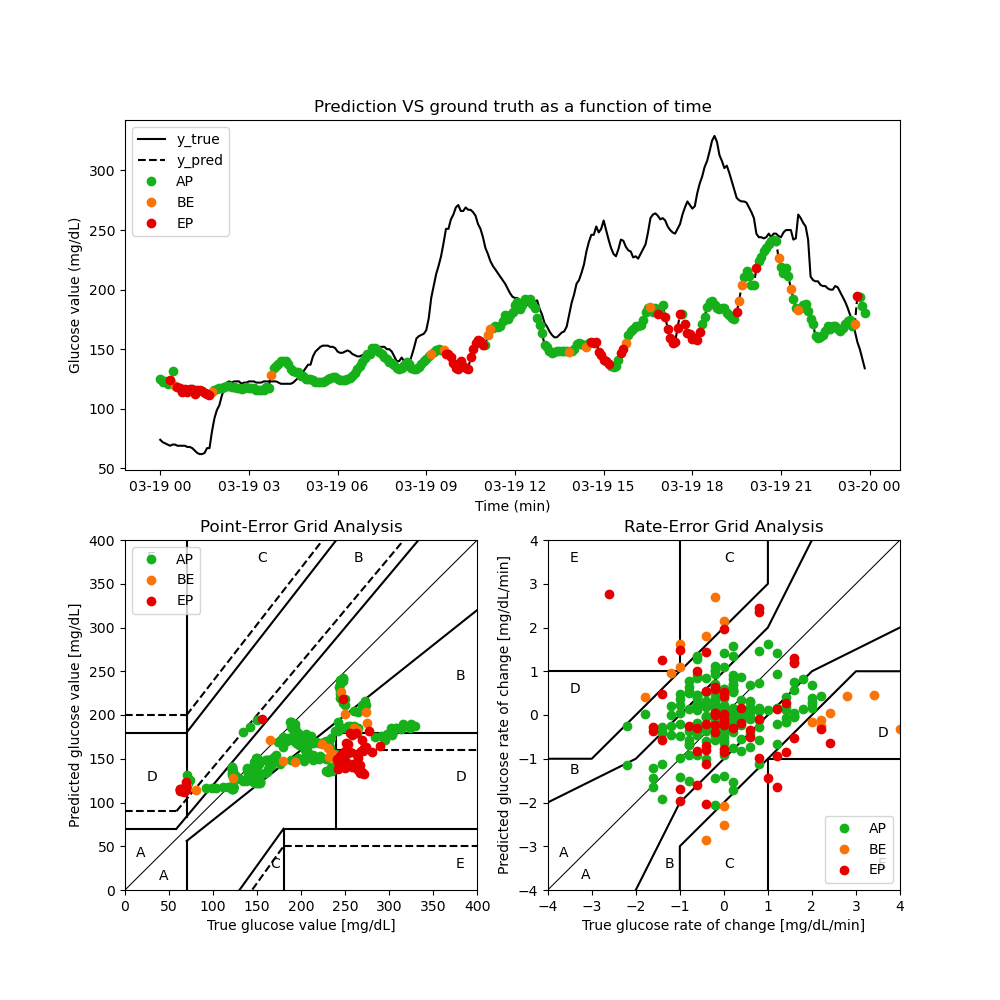 Prediction VS ground truth as a function of time
Glucose value (mg/dL)
300
250
200
150
100
50
y_true
y_pred
AP
BE
EP
03-19 00 03-19 03 03-19 06 03-19 09 03-19 12 03-19 15 03-19 18 03-19 21 03-20 00
Time (min)
Point-Error Grid Analysis
Predicted glucose value [mg/dL]
400
350
300
250
200
150
100
50
0
AP
BE
EP
E
C
B
B
D
D
A
A
C
E
0 50 100 150 200 250 300 350 400
True glucose value [mg/dL]
Rate-Error Grid Analysis
Predicted glucose rate of change [mg/dL/min]
4
3
2
1
0
−1
−2
−3
−4
E
C
D
D
B
A
A
B
C
E
AP
BE
EP
−4 −3 −2 −1 0 1 2 3 4
True glucose rate of change [mg/dL/min]